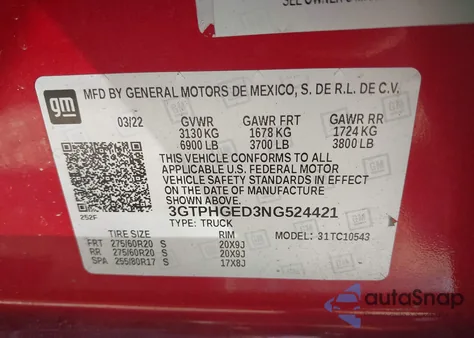 SEE OWNER'S
gm
MFD BY GENERAL MOTORS DE MEXICO, S. DE R.L. DE C.V.
03/22 GVWR GAWR FRT GAWR RR
3130 KG 1678 KG 1724 KG
6900 LB 3700 LB 3800 LB
THIS VEHICLE CONFORMS TO ALL
APPLICABLE U.S. FEDERAL MOTOR
VEHICLE SAFETY STANDARDS IN EFFECT ON
THE DATE OF MANUFACTURE SHOWN ABOVE.
3GTPHGED3NG524421
252F TYPE: TRUCK MODEL: 31TC10543
TIRE SIZE RIM
FRT 275/60R20 S 20X9J
RR 275/60R20 S 20X9J
SPA 255/80R17 S 17X8J
autoSnap